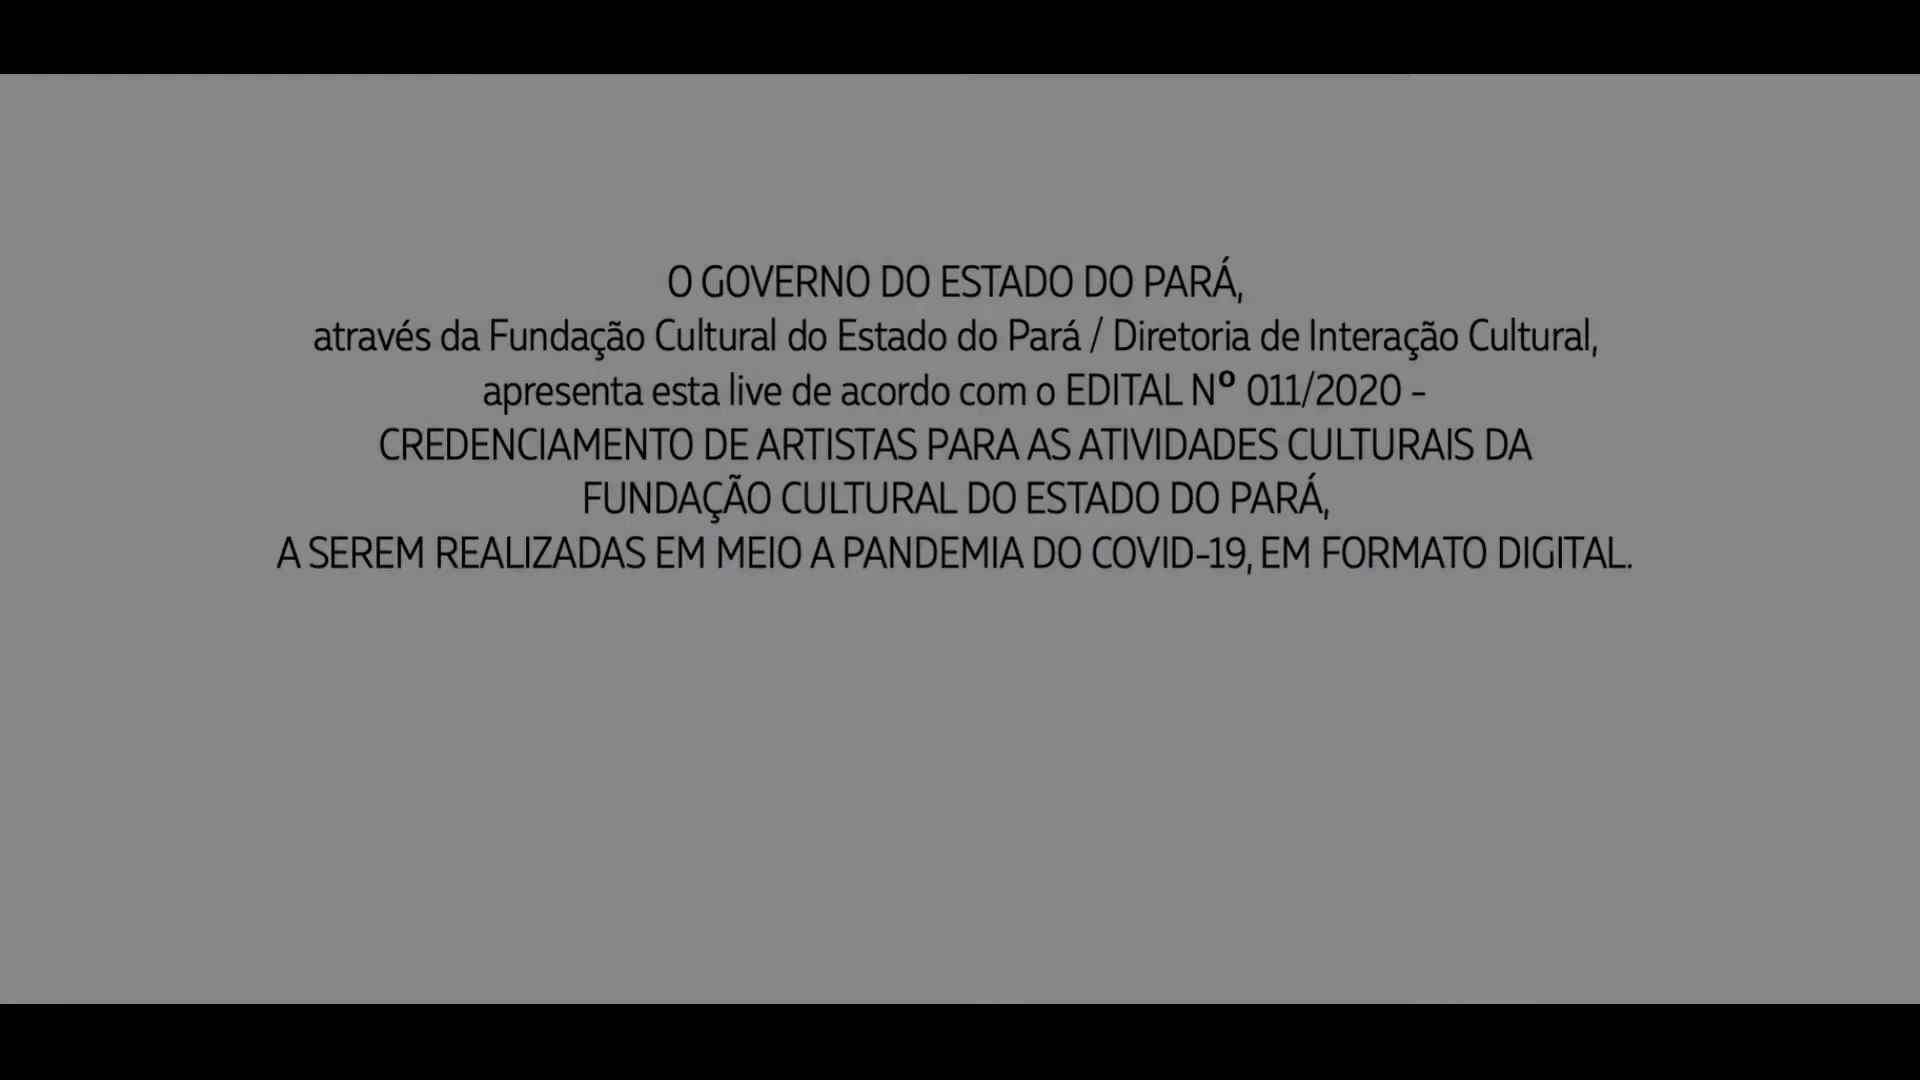 O GOVERNO DO ESTADO DO PARÁ,
através da Fundação Cultural do Estado do Pará / Diretoria de Interação Cultural,
apresenta esta live de acordo com o EDITAL Nº 011/2020 -
CREDENCIAMENTO DE ARTISTAS PARA AS ATIVIDADES CULTURAIS DA
FUNDAÇÃO CULTURAL DO ESTADO DO PARÁ,
A SEREM REALIZADAS EM MEIO A PANDEMIA DO COVID-19, EM FORMATO DIGITAL.